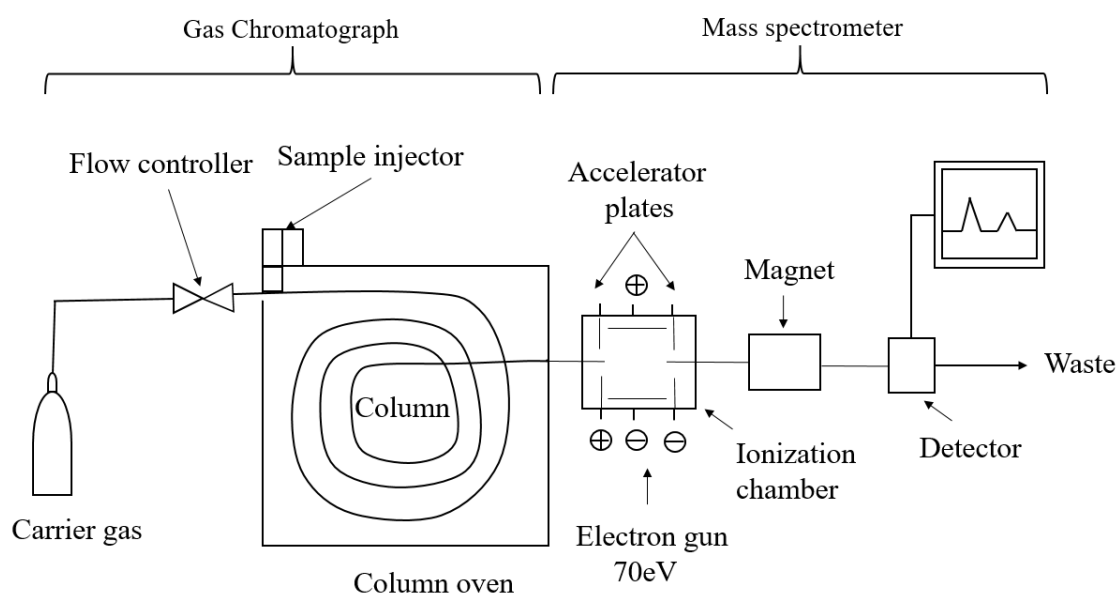 Gas Chromatograph
Mass spectrometer
Flow controller
Sample injector
Accelerator
plates
Magnet
Waste
Column
Ionization
chamber
Detector
Carrier gas
Electron gun
70eV
Column oven